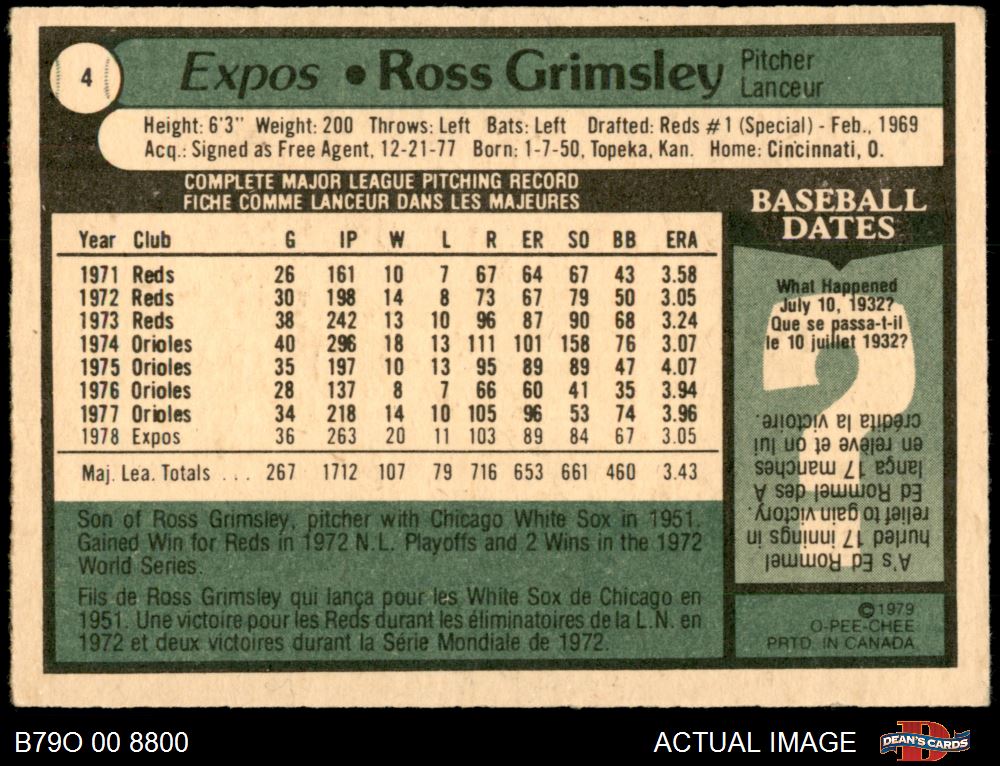 4
Expos • Ross Grimsley Pitcher
Lanceur
Height: 6'3" Weight: 200 Throws: Left Bats: Left Drafted: Reds #1 (Special) - Feb., 1969
Acq.: Signed as Free Agent, 12-21-77 Born: 1-7-50, Topeka, Kan. Home: Cincinnati, O.
COMPLETE MAJOR LEAGUE PITCHING RECORD
FICHE COMME LANCEUR DANS LES MAJEURES
Year Club G IP W L R ER SO BB ERA
1971 Reds 26 161 10 7 67 64 67 43 3.58
1972 Reds 30 198 14 8 73 67 79 50 3.05
1973 Reds 38 242 13 10 96 87 90 68 3.24
1974 Orioles 40 296 18 13 111 101 158 76 3.07
1975 Orioles 35 197 10 13 95 89 89 47 4.07
1976 Orioles 28 137 8 7 66 60 41 35 3.94
1977 Orioles 34 218 14 10 105 96 53 74 3.96
1978 Expos 36 263 20 11 103 89 84 67 3.05
Maj. Lea. Totals ... 267 1712 107 79 716 653 661 460 3.43
Son of Ross Grimsley, pitcher with Chicago White Sox in 1951.
Gained Win for Reds in 1972 N.L. Playoffs and 2 Wins in the 1972
World Series.
Fils de Ross Grimsley qui lança pour les White Sox de Chicago en
1951. Une victoire pour les Reds durant les éliminatoires de la L.N. en
1972 et deux victoires durant la Série Mondiale de 1972.
BASEBALL
DATES
What Happened
July 10, 1932?
Que se passa-t-il
le 10 juillet 1932?
A's Ed Rommel
hurled 17 innings in
relief to gain victory.
Ed Rommel des A
lança 17 manches
en relève et on lui
crédita la victoire.
©1979
O-PEE-CHEE
PRTD. IN CANADA
B79O 00 8800
ACTUAL IMAGE
D
DEAN'S CARDS